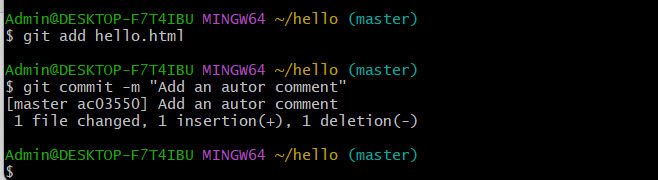 Admin@DESKTOP-F7T4IBU MINGW64 ~/hello (master)
$ git add hello.html
Admin@DESKTOP-F7T4IBU MINGW64 ~/hello (master)
$ git commit -m "Add an autor comment"
[master ac03550] Add an autor comment
 1 file changed, 1 insertion(+), 1 deletion(-)
Admin@DESKTOP-F7T4IBU MINGW64 ~/hello (master)
$